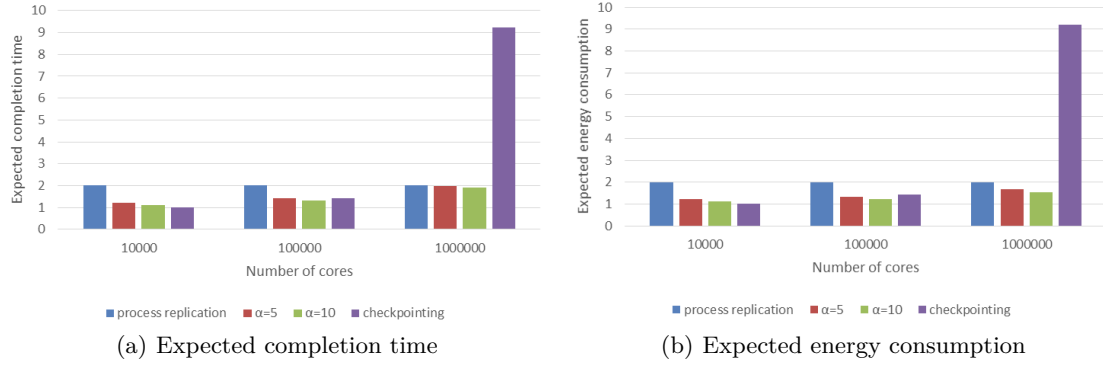 10
9
8
7
6
5
4
3
2
1
0
Expected completion time
10000
100000
1000000
Number of cores
process replication
α=5
α=10
checkpointing
(a) Expected completion time
10
9
8
7
6
5
4
3
2
1
0
Expected energy consumption
10000
100000
1000000
Number of cores
process replication
α=5
α=10
checkpointing
(b) Expected energy consumption